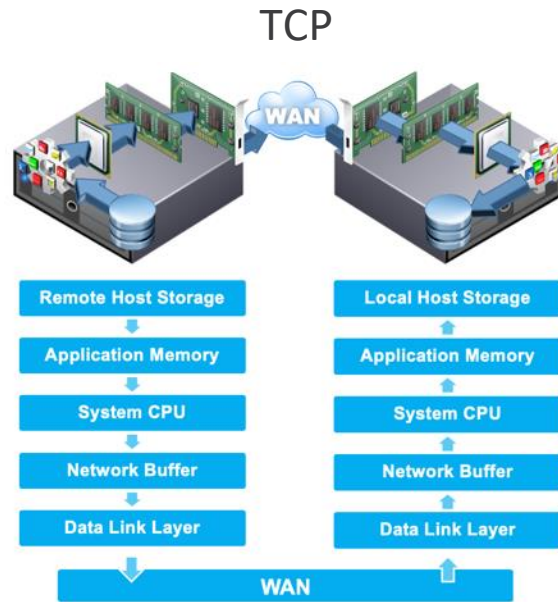 TCP
WAN
Remote Host Storage
Application Memory
System CPU
Network Buffer
Data Link Layer
Local Host Storage
Application Memory
System CPU
Network Buffer
Data Link Layer
WAN